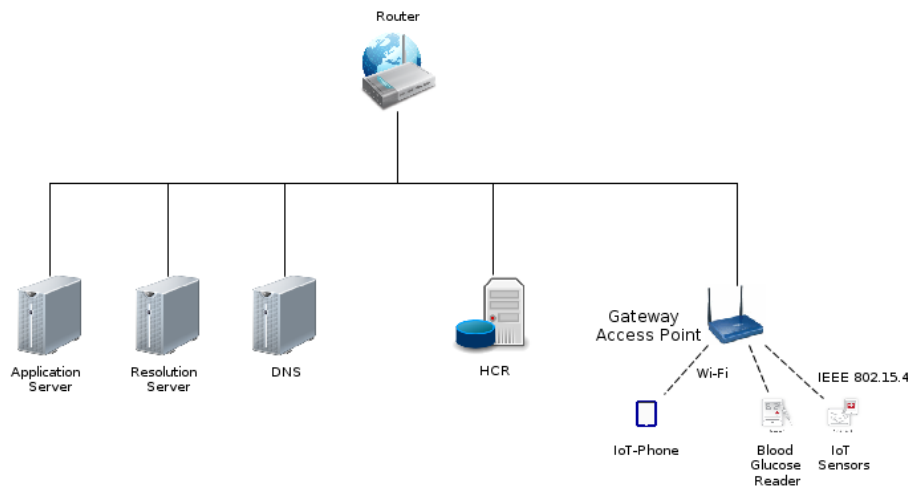 Router
Application
Server
Resolution
Server
DNS
HCR
Gateway
Access Point
Wi-Fi
IEEE 802.15.4
IoT-Phone
Blood
Glucose
Reader
IoT
Sensors